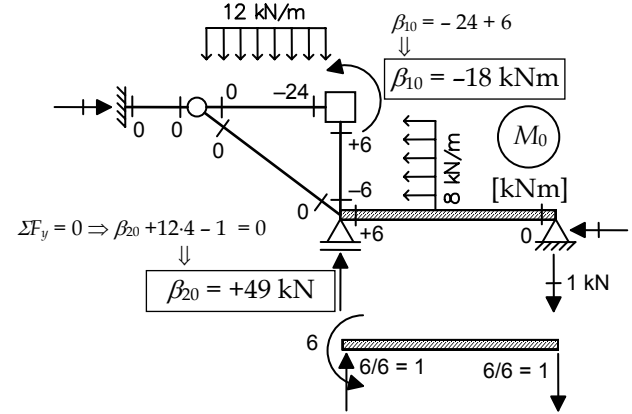 12 kN/m
β10 = – 24 + 6
⇓
β10 = –18 kNm
0
–24
0
0
0
+6
M0
8 kN/m
[kNm]
–6
0
+6
0
ΣFy = 0 ⇒ β20 +12·4 – 1 = 0
⇓
β20 = +49 kN
1 kN
6
6/6 = 1
6/6 = 1